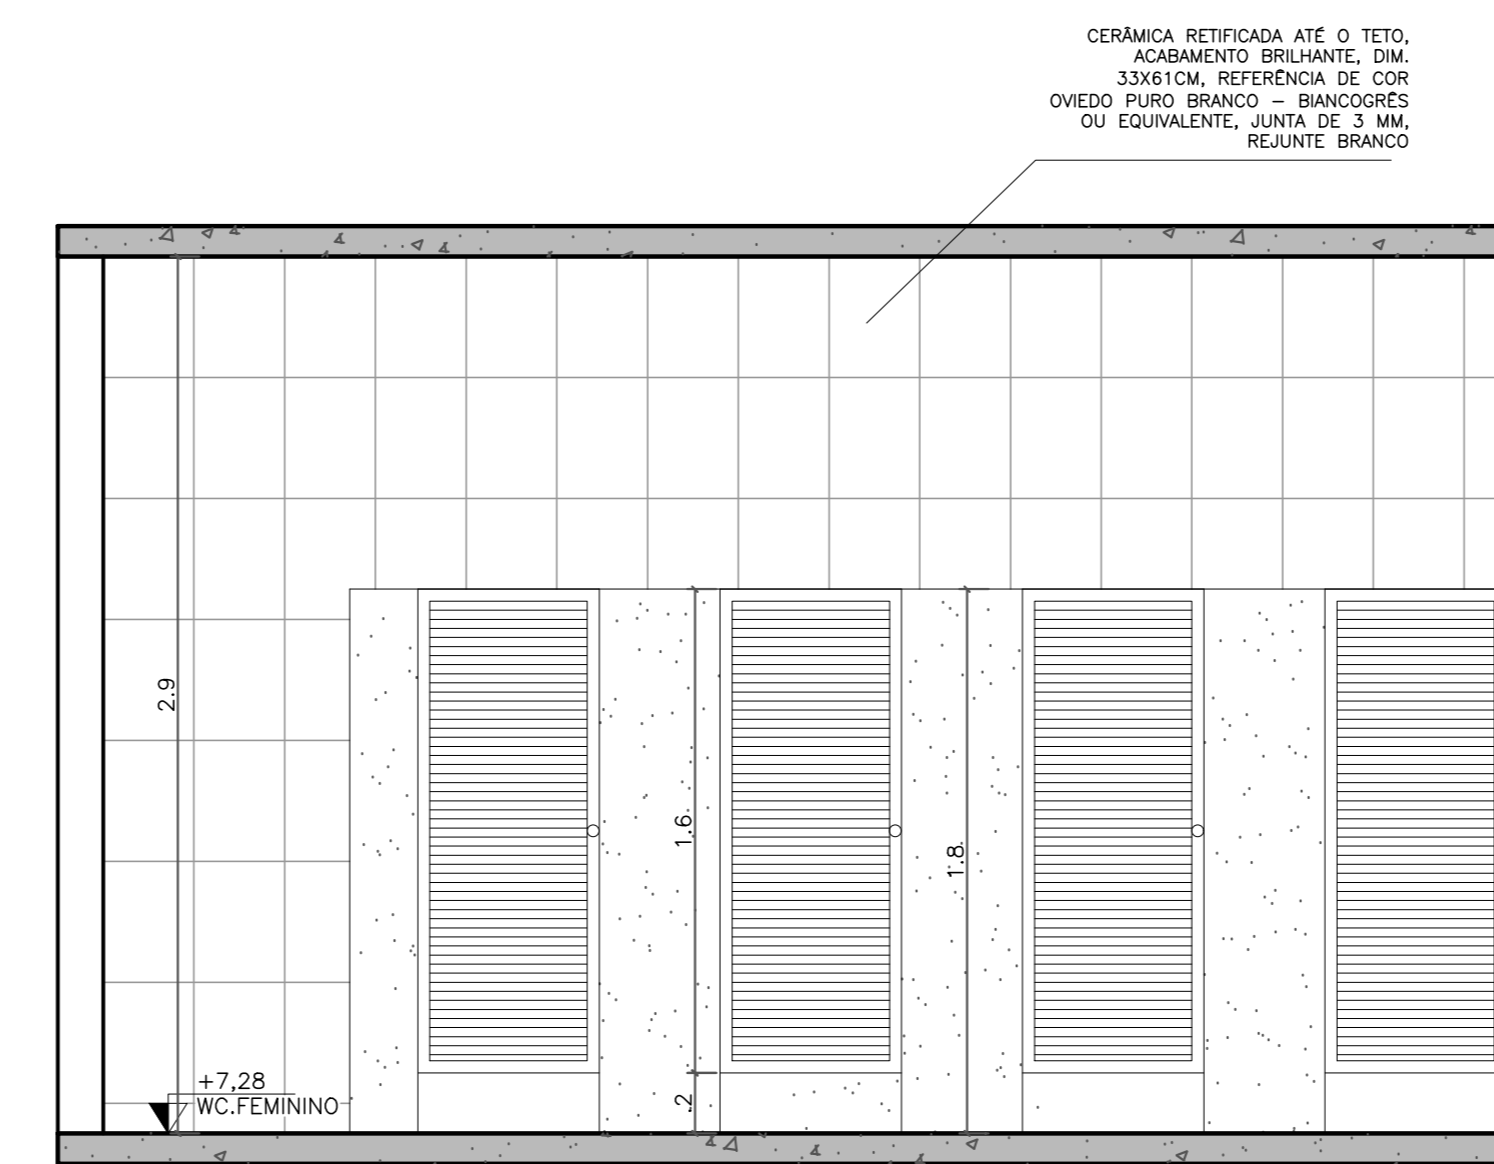 CERÂMICA RETIFICADA ATÉ O TETO,
ACABAMENTO BRILHANTE, DIM.
33X61CM, REFERÊNCIA DE COR
OVIEDO PURO BRANCO – BIANCOGRÊS
OU EQUIVALENTE, JUNTA DE 3 MM,
REJUNTE BRANCO
2.9
1.6
1.8
.2
+7,28
WC.FEMININO